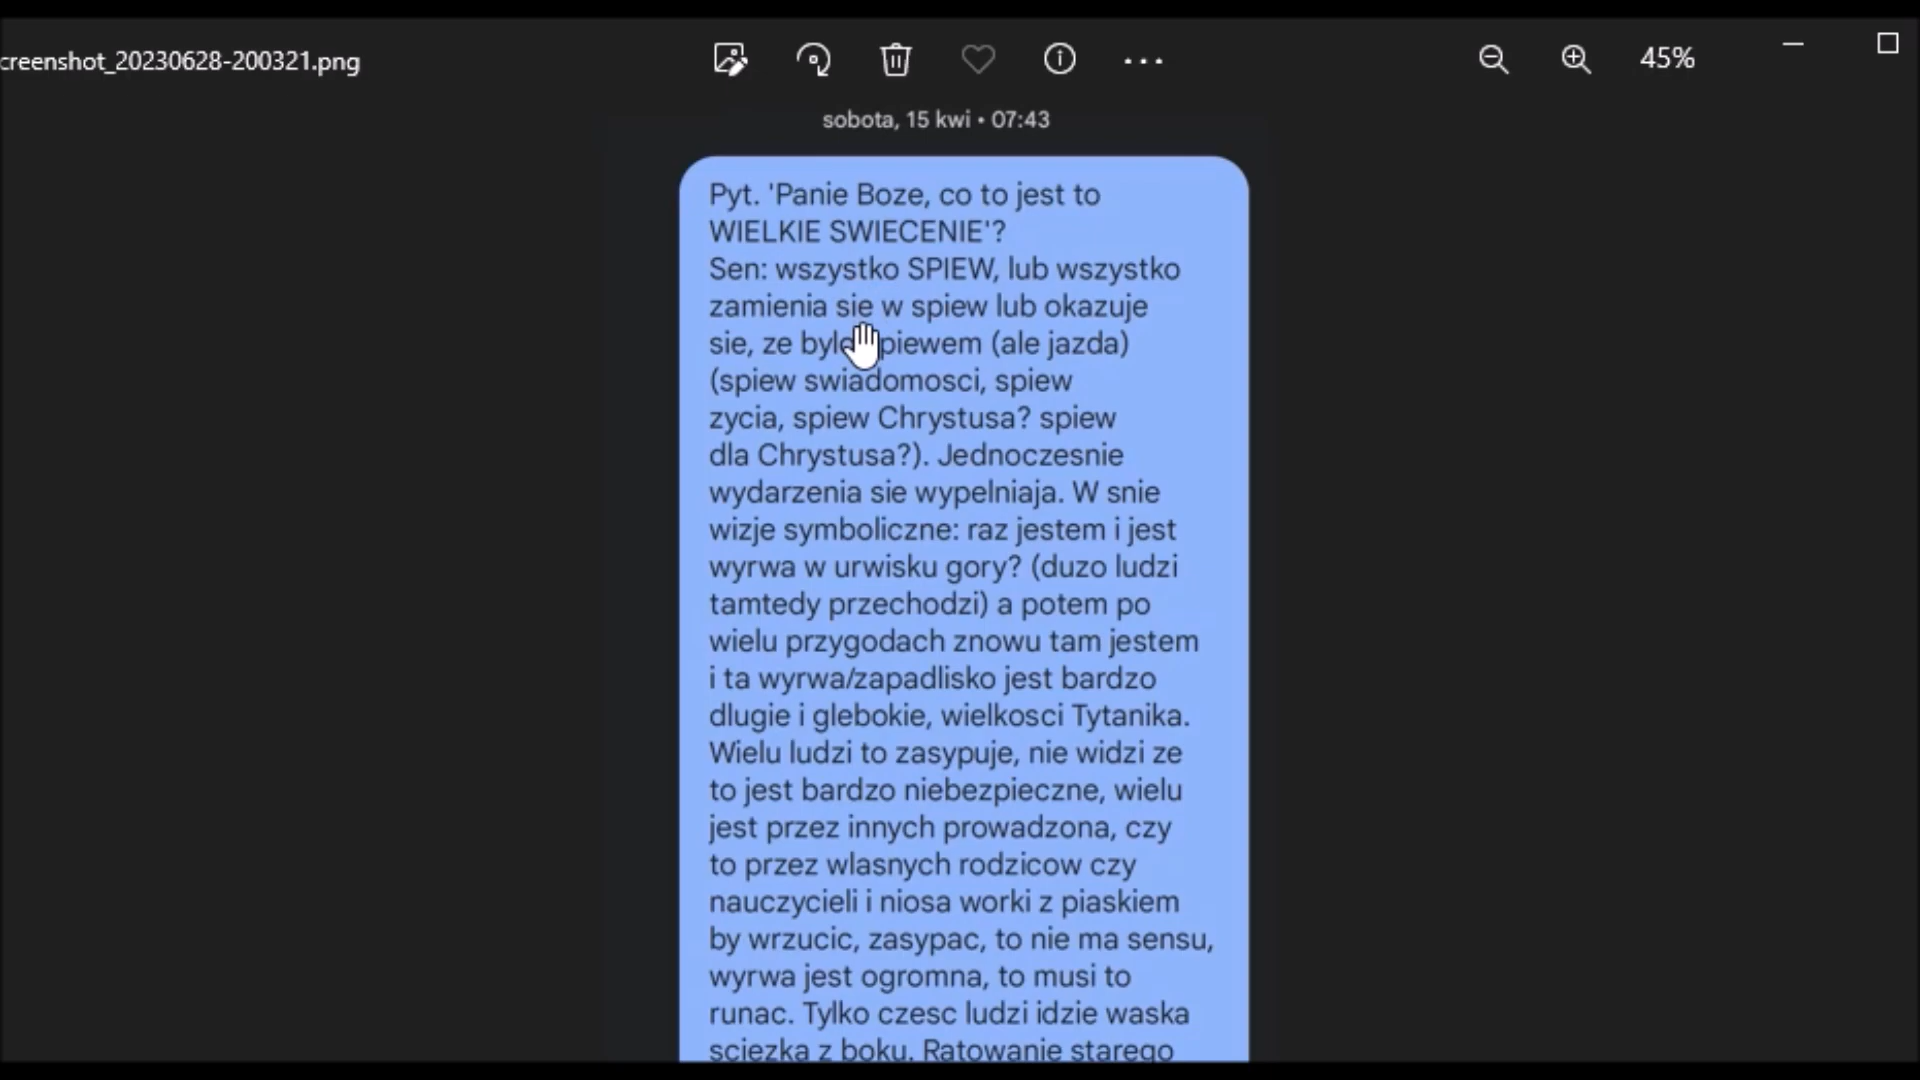 creenshot_20230628-200321.png
45%
sobota, 15 kwi • 07:43
Pyt. 'Panie Boze, co to jest to
WIELKIE SWIECENIE'?
Sen: wszystko SPIEW, lub wszystko
zamienia sie w spiew lub okazuje
sie, ze bylo spiewem (ale jazda)
(spiew swiadomosci, spiew
zycia, spiew Chrystusa? spiew
dla Chrystusa?). Jednoczesnie
wydarzenia sie wypelniaja. W snie
wizje symboliczne: raz jestem i jest
wyrwa w urwisku gory? (duzo ludzi
tamtedy przechodzi) a potem po
wielu przygodach znowu tam jestem
i ta wyrwa/zapadlisko jest bardzo
dlugie i glebokie, wielkosci Tytanika.
Wielu ludzi to zasypuje, nie widzi ze
to jest bardzo niebezpieczne, wielu
jest przez innych prowadzona, czy
to przez wlasnych rodzicow czy
nauczycieli i niosa worki z piaskiem
by wrzucic, zasypac, to nie ma sensu,
wyrwa jest ogromna, to musi to
runac. Tylko czesc ludzi idzie waska
sciezka z boku. Ratowanie starego